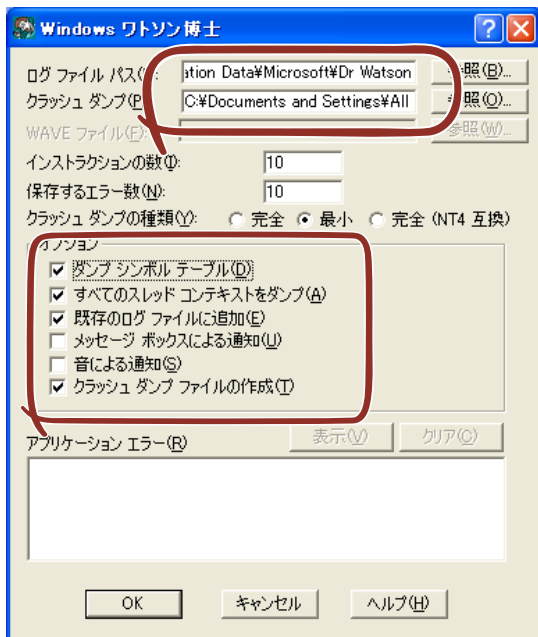 Windows ワトソン博士
ログ ファイル パス( : ation Data¥Microsoft¥Dr Watson 参照(B)...
クラッシュ ダンプ(P C:¥Documents and Settings¥All 参照(O)...
WAVE ファイル(F): 参照(W)...
インストラクションの数(I): 10
保存するエラー数(N): 10
クラッシュ ダンプの種類(Y): 完全 最小 完全 (NT4 互換)
オプション
ダンプ シンボル テーブル(D)
すべてのスレッド コンテキストをダンプ(A)
既存のログ ファイルに追加(E)
メッセージ ボックスによる通知(U)
音による通知(S)
クラッシュ ダンプ ファイルの作成(T)
アプリケーション エラー(R) 表示(V) クリア(C)
OK キャンセル ヘルプ(H)